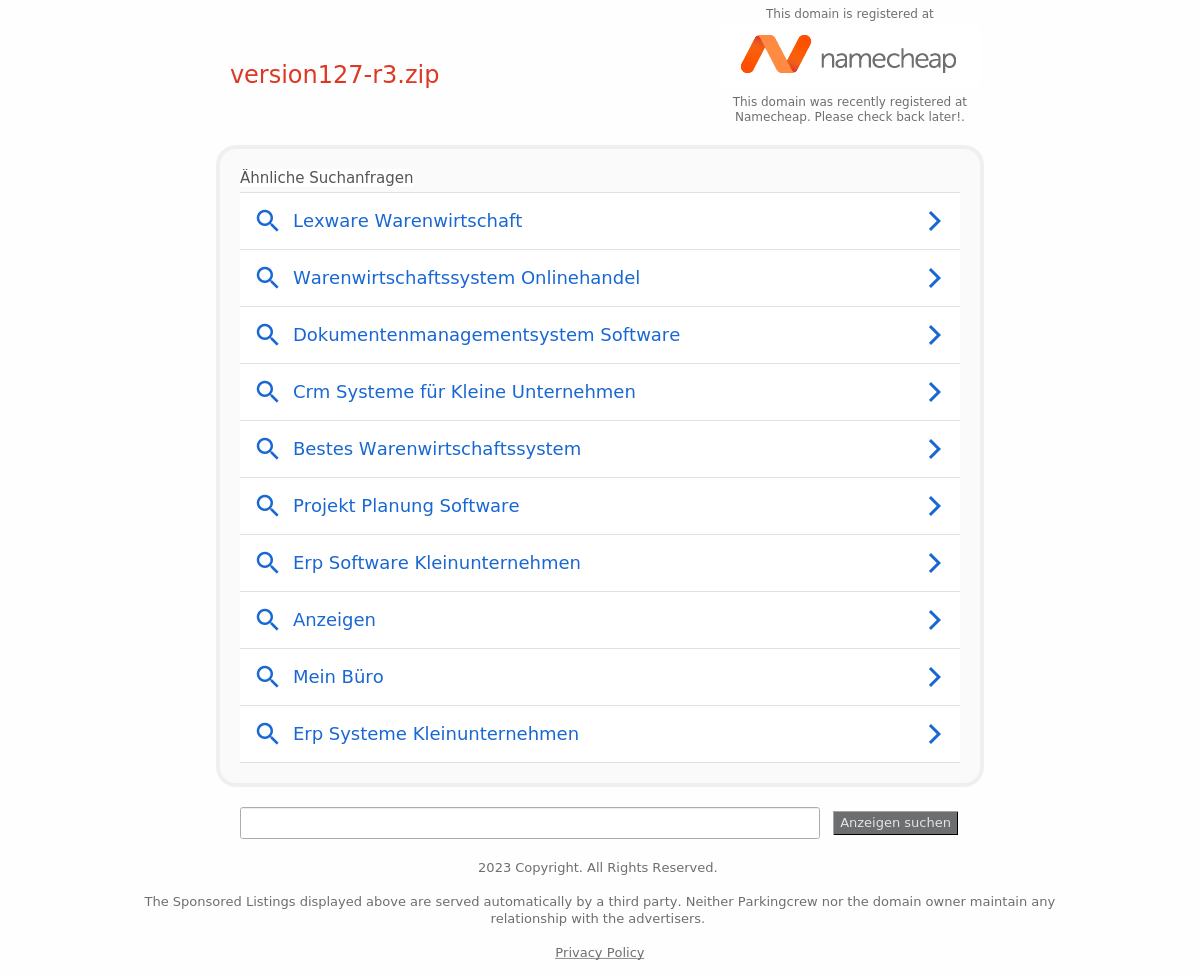 This domain is registered at
namecheap
version127-r3.zip
This domain was recently registered at
Namecheap. Please check back later!.
Ähnliche Suchanfragen
Lexware Warenwirtschaft
Warenwirtschaftssystem Onlinehandel
Dokumentenmanagementsystem Software
Crm Systeme für Kleine Unternehmen
Bestes Warenwirtschaftssystem
Projekt Planung Software
Erp Software Kleinunternehmen
Anzeigen
Mein Büro
Erp Systeme Kleinunternehmen
Anzeigen suchen
2023 Copyright. All Rights Reserved.
The Sponsored Listings displayed above are served automatically by a third party. Neither Parkingcrew nor the domain owner maintain any
relationship with the advertisers.
Privacy Policy